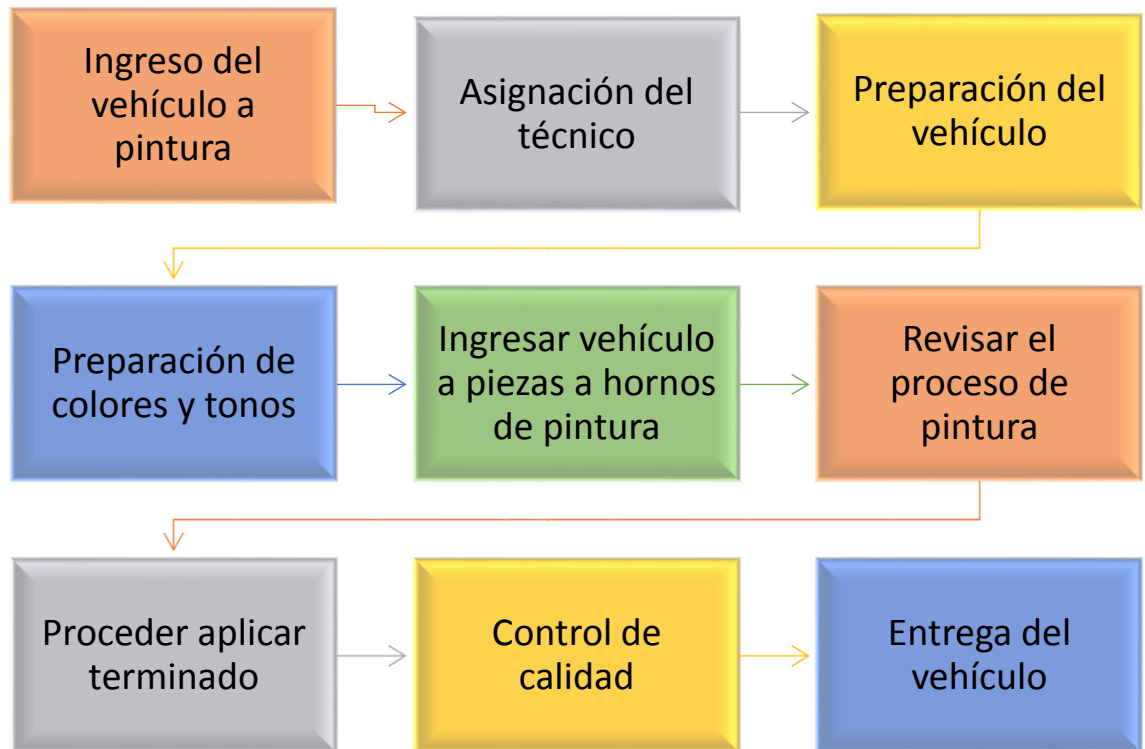 Ingreso del
vehículo a
pintura
Asignación del
técnico
Preparación del
vehículo
Preparación de
colores y tonos
Ingresar vehículo
a piezas a hornos
de pintura
Revisar el
proceso de
pintura
Proceder aplicar
terminado
Control de
calidad
Entrega del
vehículo